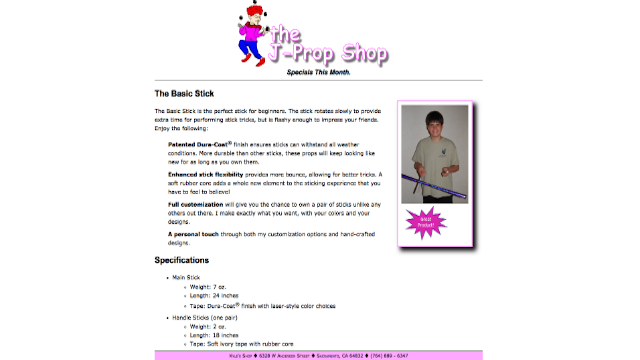 the
J-Prop Shop
Specials This Month.
The Basic Stick
The Basic Stick is the perfect stick for beginners. The stick rotates slowly to provide
extra time for performing stick tricks, but is flashy enough to impress your friends.
Enjoy the following:
Patented Dura-Coat® finish ensures sticks can withstand all weather
conditions. More durable than other sticks, these props will keep looking like
new for as long as you own them.
Enhanced stick flexibility provides more bounce, allowing for better tricks. A
soft rubber core adds a whole new element to the sticking experience that you
have to feel to believe!
Full customization will give you the chance to own a pair of sticks unlike any
others out there. I make exactly what you want, with your colors and your
designs.
A personal touch through both my customization options and hand-crafted
designs.
Great
Product!
Specifications
• Main Stick
Weight: 7 oz.
Length: 24 inches
Tape: Dura-Coat® finish with laser-style color choices
• Handle Sticks (one pair)
Weight: 2 oz.
Length: 18 inches
Tape: Soft ivory tape with rubber core
Shop ♦ 6320 W Anderson Street ♦ Sacramento, CA 64022 ♦ (764) 889 - 6347